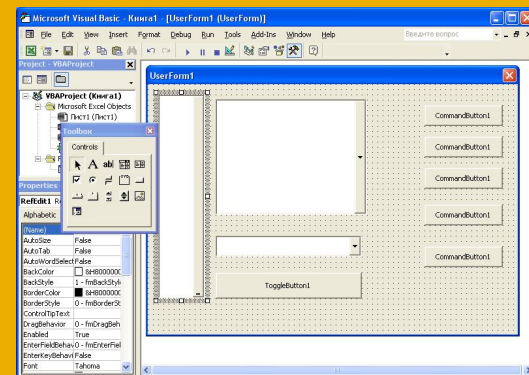 Microsoft Visual Basic - Книга1 - [UserForm1 (UserForm)]
File Edit View Insert Format Debug Run Tools Add-Ins Window Help
Введите вопрос
Project - VBAProject
VBAProject (Книга1)
Microsoft Excel Objects
Лист1 (Лист1)
Toolbox
Controls
A abl
Properties
RefEdit1
Alphabetic
(Name)
AutoSize False
AutoTab False
AutoWordSelect False
BackColor &H8000000
BackStyle 1 - fmBackStyle
BorderColor &H8000000
BorderStyle 0 - fmBorderSt
ControlTipText
DragBehavior 0 - fmDragBeh
Enabled True
EnterFieldBehav 0 - fmEnterFiel
EnterKeyBehavi False
Font Tahoma
UserForm1
CommandButton1
CommandButton1
CommandButton1
CommandButton1
CommandButton1
ToggleButton1